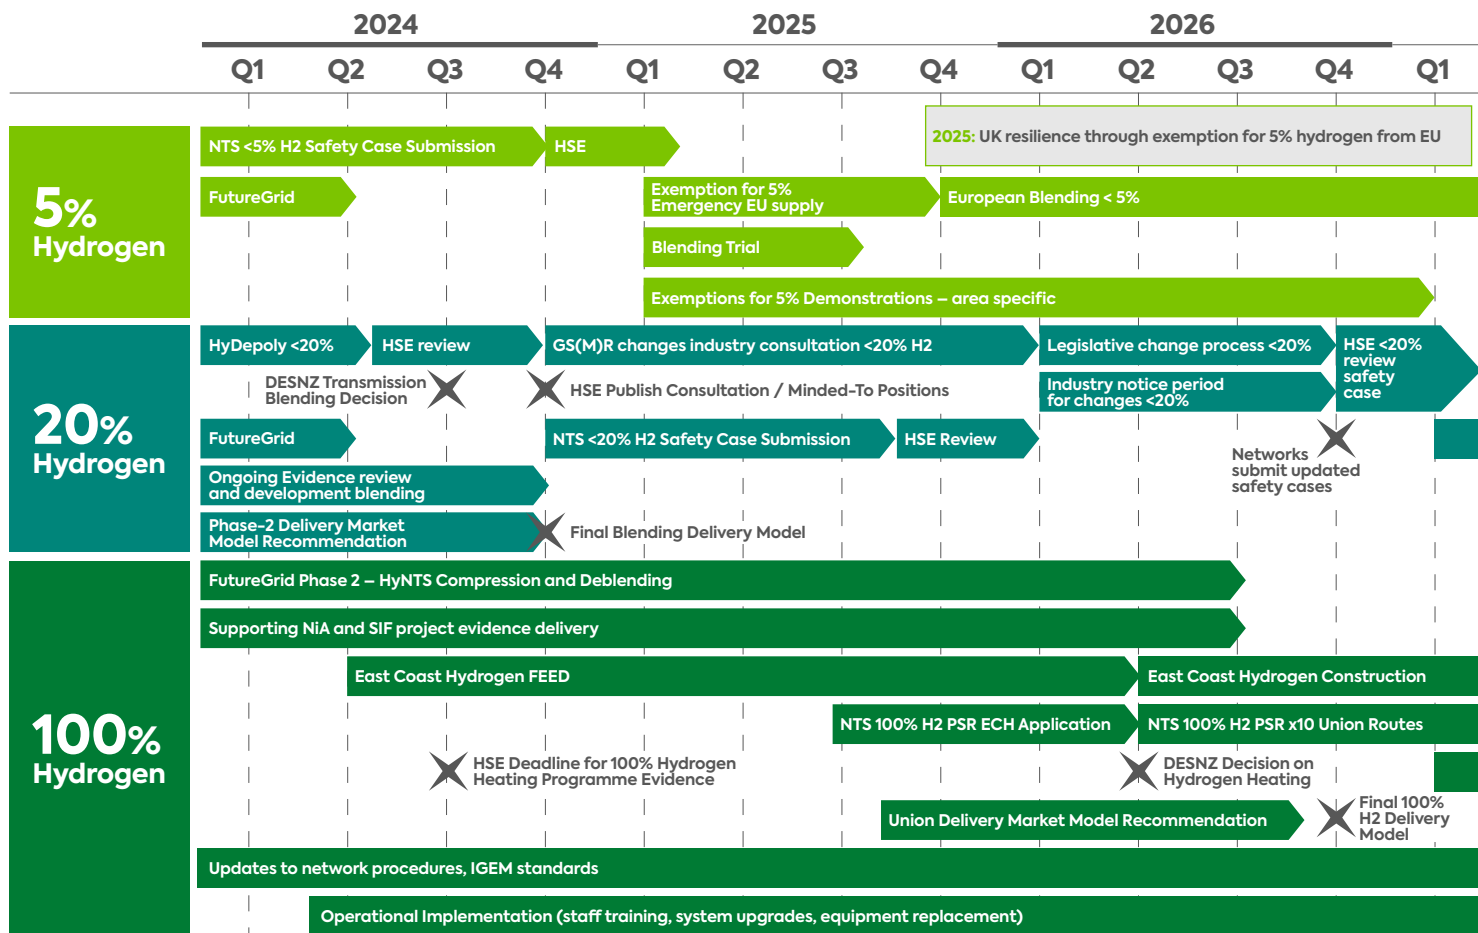 2024
2025
2026
Q1
Q2
Q3
Q4
Q1
Q2
Q3
Q4
Q1
Q2
Q3
Q4
Q1
5%
Hydrogen
NTS <5% H2 Safety Case Submission
HSE
2025: UK resilience through exemption for 5% hydrogen from EU
FutureGrid
Exemption for 5%
Emergency EU supply
European Blending < 5%
Blending Trial
Exemptions for 5% Demonstrations – area specific
20%
Hydrogen
HyDepoly <20%
HSE review
GS(M)R changes industry consultation <20% H2
Legislative change process <20%
HSE <20%
review
safety
case
DESNZ Transmission
Blending Decision
HSE Publish Consultation / Minded-To Positions
Industry notice period
for changes <20%
FutureGrid
NTS <20% H2 Safety Case Submission
HSE Review
Networks
submit updated
safety cases
Ongoing Evidence review
and development blending
Phase-2 Delivery Market
Model Recommendation
Final Blending Delivery Model
100%
Hydrogen
FutureGrid Phase 2 – HyNTS Compression and Deblending
Supporting NiA and SIF project evidence delivery
East Coast Hydrogen FEED
East Coast Hydrogen Construction
NTS 100% H2 PSR ECH Application
NTS 100% H2 PSR x10 Union Routes
HSE Deadline for 100% Hydrogen
Heating Programme Evidence
DESNZ Decision on
Hydrogen Heating
Union Delivery Market Model Recommendation
Final 100%
H2 Delivery
Model
Updates to network procedures, IGEM standards
Operational Implementation (staff training, system upgrades, equipment replacement)